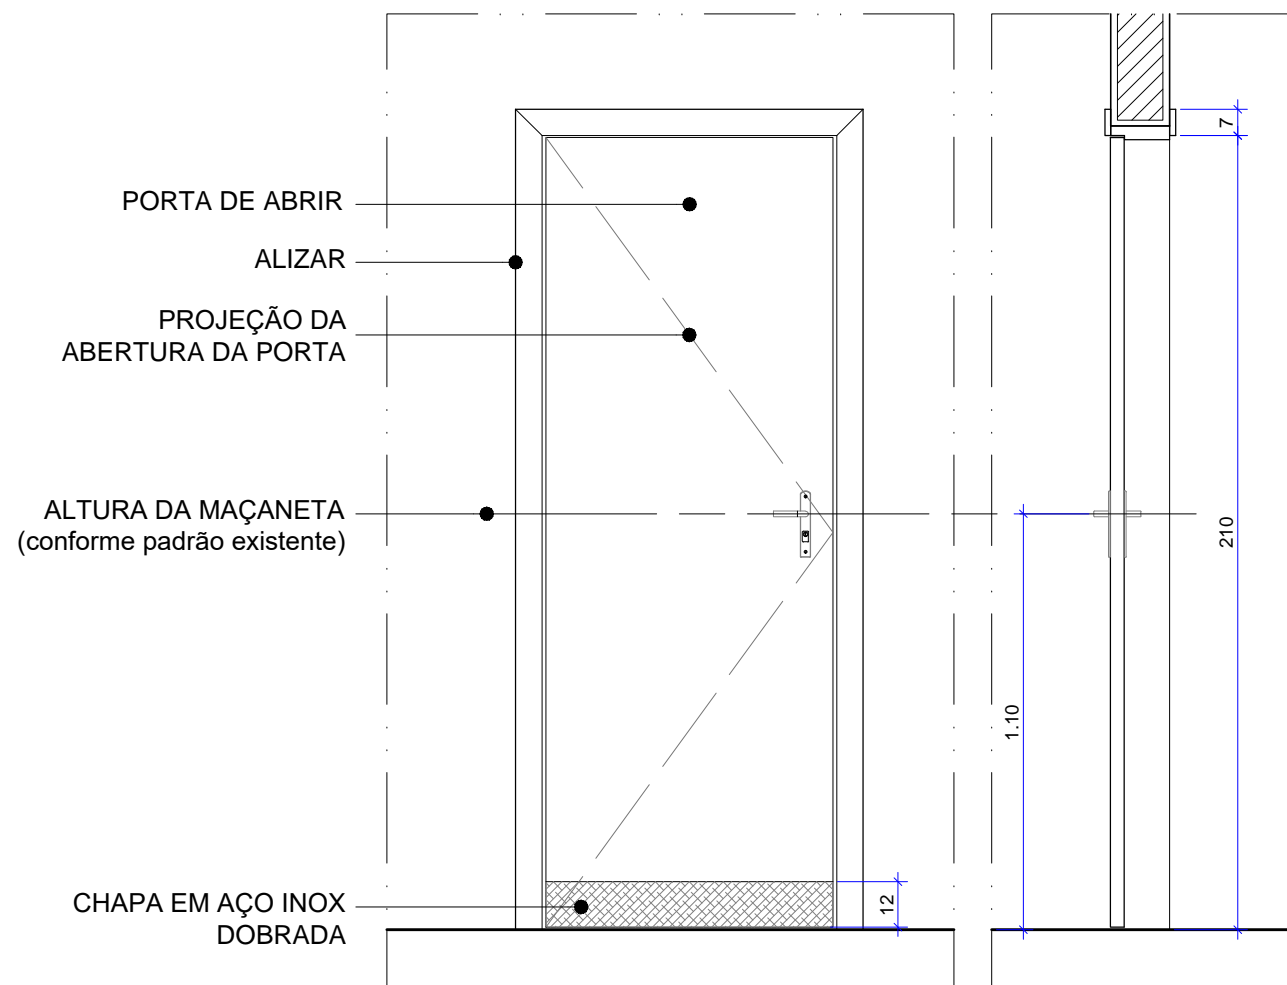 PORTA DE ABRIR
ALIZAR
PROJEÇÃO DA
ABERTURA DA PORTA
ALTURA DA MAÇANETA
(conforme padrão existente)
CHAPA EM AÇO INOX
DOBRADA
12
1.10
7
210